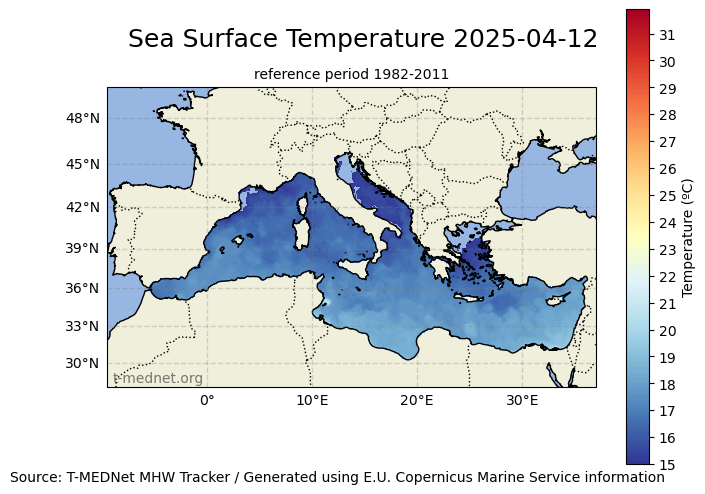 Sea Surface Temperature 2025-04-12
reference period 1982-2011
48°N
45°N
42°N
39°N
36°N
33°N
30°N
t-mednet.org
0°
10°E
20°E
30°E
31
30
29
28
27
26
25
24
23
22
21
20
19
18
17
16
15
Temperature (ºC)
Source: T-MEDNet MHW Tracker / Generated using E.U. Copernicus Marine Service information